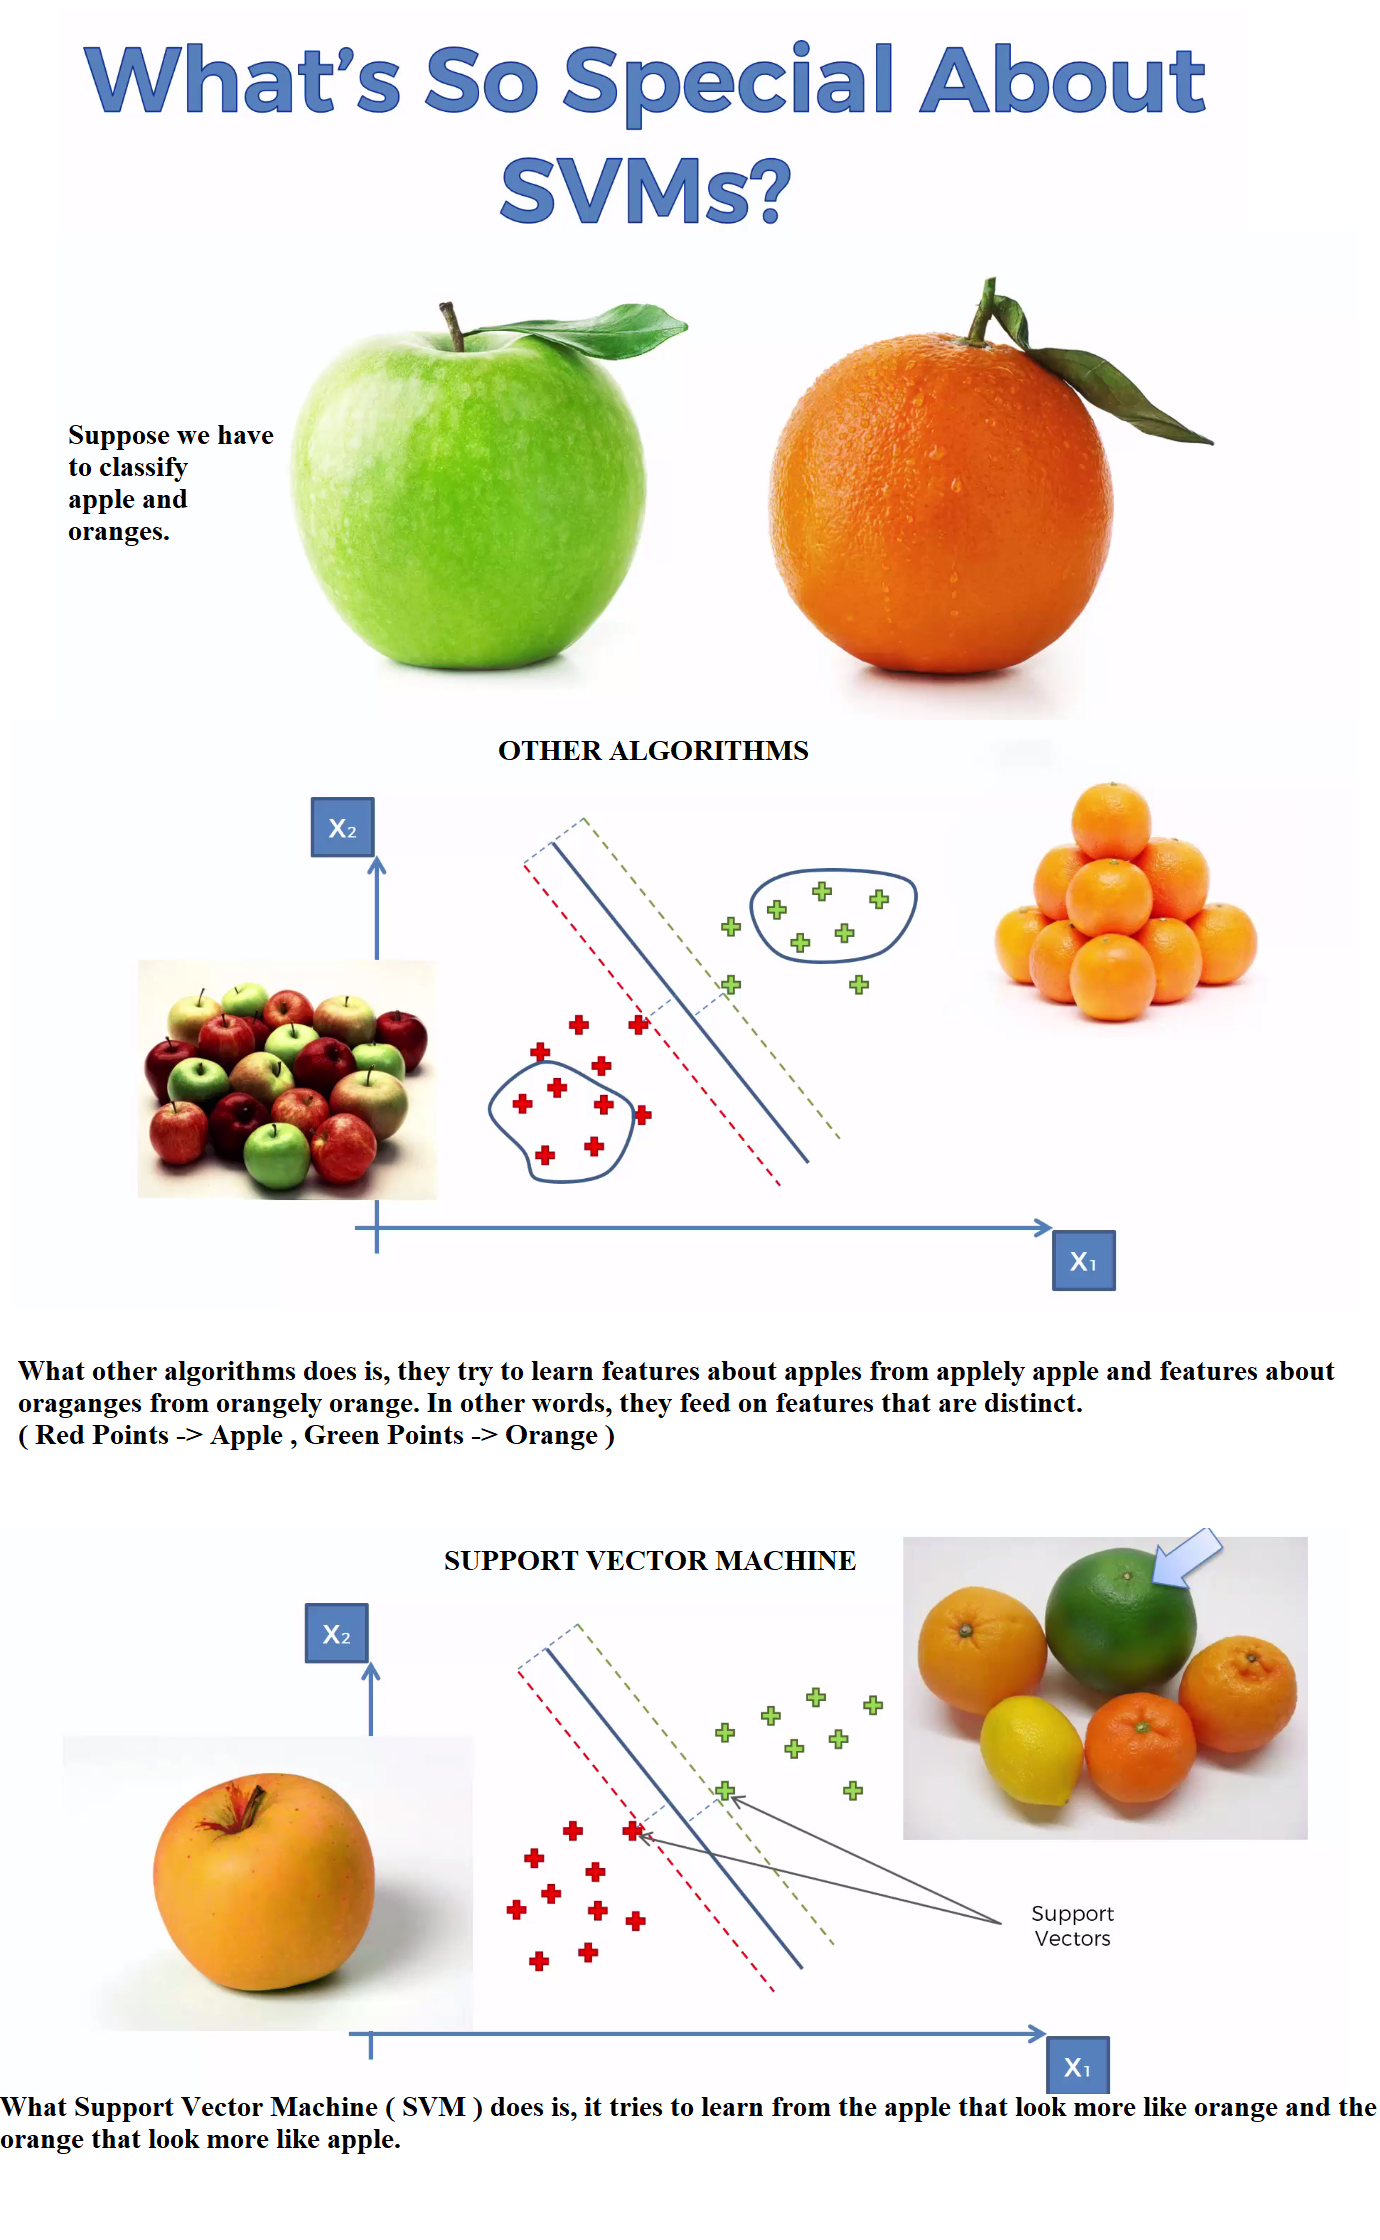 What's So Special About
SVMs?
Suppose we have
to classify
apple and
oranges.
OTHER ALGORITHMS
X₂
X₁
What other algorithms does is, they try to learn features about apples from applely apple and features about
oraganges from orangely orange. In other words, they feed on features that are distinct.
( Red Points -> Apple , Green Points -> Orange )
SUPPORT VECTOR MACHINE
X₂
Support
Vectors
X₁
What Support Vector Machine ( SVM ) does is, it tries to learn from the apple that look more like orange and the
orange that look more like apple.